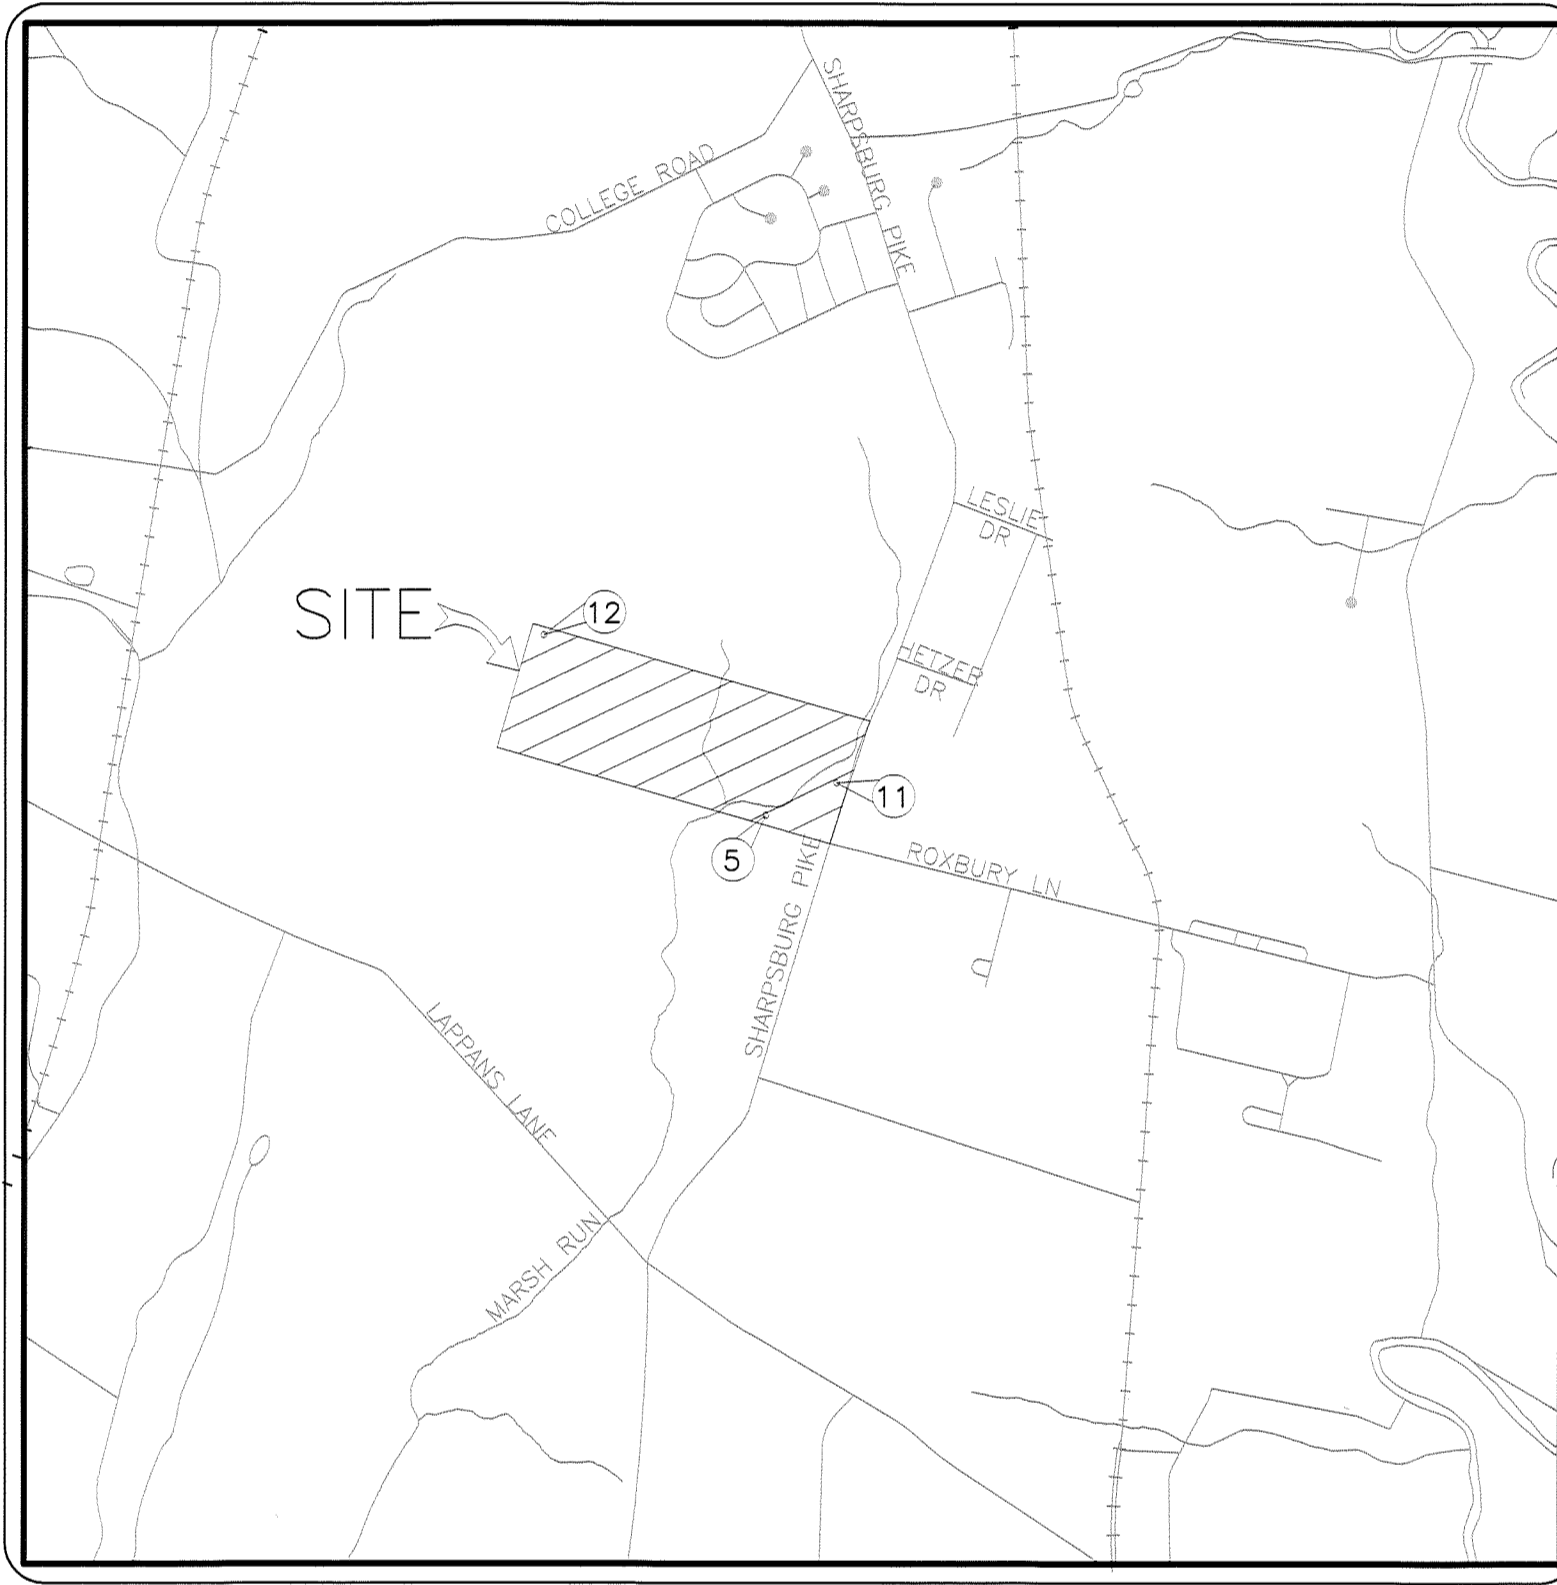 SHARPSBURG PIKE
COLLEGE ROAD
LESLIE
DR
SITE
12
HETZER
DR
11
5
ROXBURY LN
SHARPSBURG PIKE
LAPPANS LANE
MARSH RUN